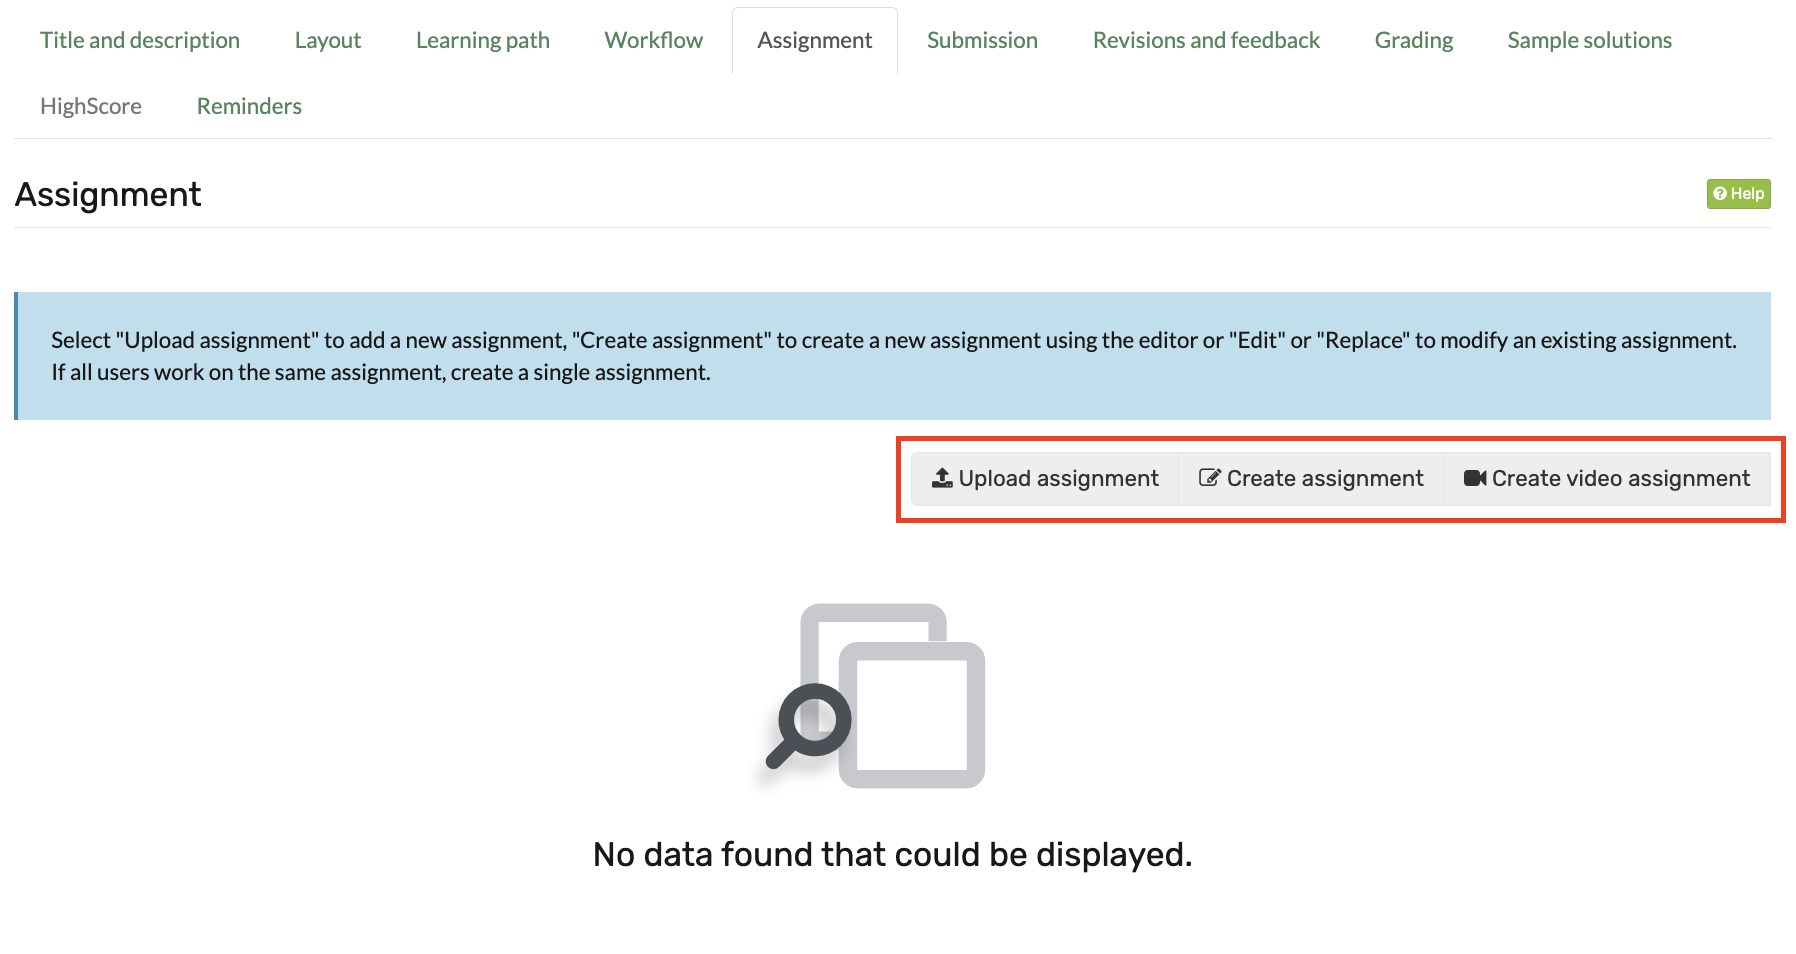 Title and description Layout Learning path Workflow Assignment Submission Revisions and feedback Grading Sample solutions
HighScore Reminders
Assignment
Help
Select "Upload assignment" to add a new assignment, "Create assignment" to create a new assignment using the editor or "Edit" or "Replace" to modify an existing assignment.
If all users work on the same assignment, create a single assignment.
Upload assignment Create assignment Create video assignment
No data found that could be displayed.